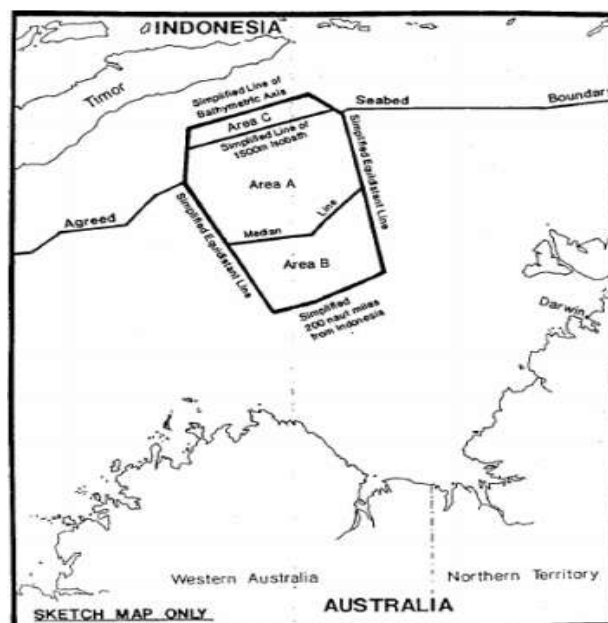 INDONESIA
Timor
Simplified Line of
Bathymetric Axis
Area C
Seabed
Boundary
Simplified Line of
1500m Isobath
Area A
Simplified Equidistant Line
Agreed
Simplified Equidistant Line
Median
Line
Area B
Simplified
200 naut miles
from Indonesia
Darwin
Western Australia
Northern Territory
AUSTRALIA
SKETCH MAP ONLY